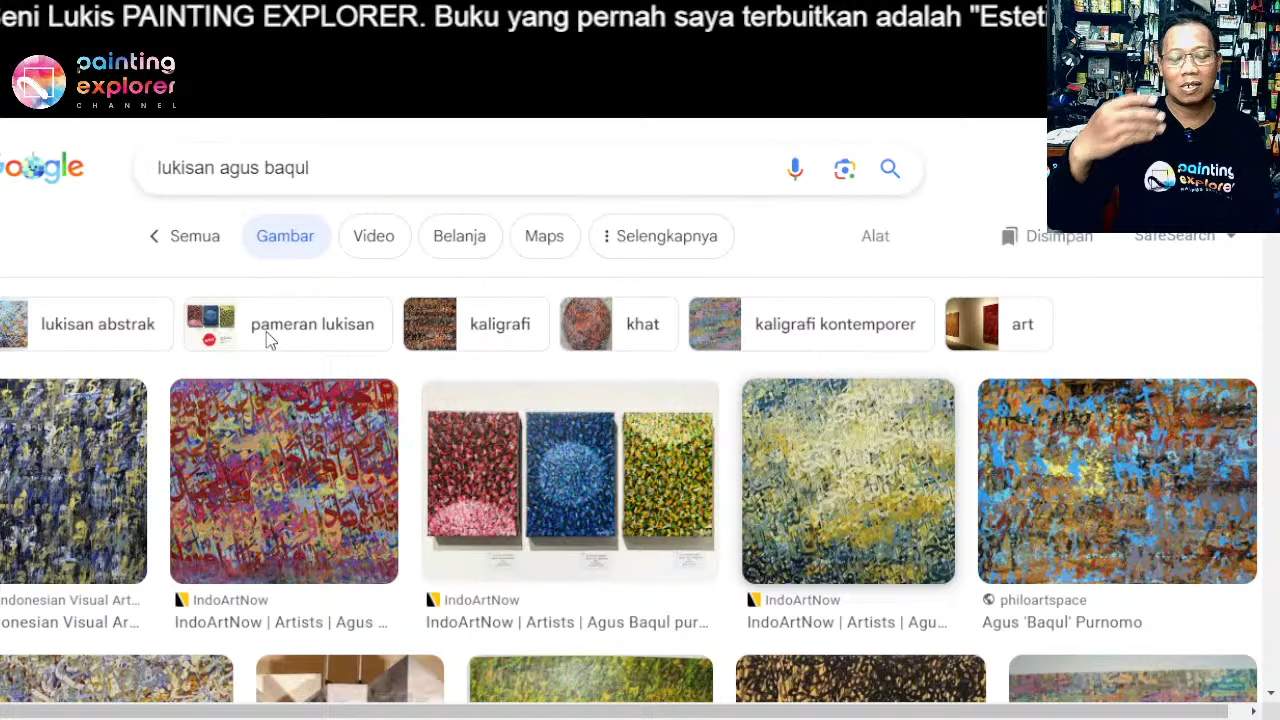 Seni Lukis PAINTING EXPLORER. Buku yang pernah saya terbuitkan adalah "Estet
painting
explorer
CHANNEL
painting
explorer
Google
lukisan agus baqul
Semua
Gambar
Video
Belanja
Maps
Selengkapnya
Alat
Disimpan
SafeSearch
lukisan abstrak
pameran lukisan
kaligrafi
khat
kaligrafi kontemporer
art
ndonesian Visual Art...
IndoArtNow
IndoArtNow
IndoArtNow
philoartspace
onesian Visual Ar...
IndoArtNow | Artists | Agus ...
IndoArtNow | Artists | Agus Baqul pur...
IndoArtNow | Artists | Agu...
Agus 'Baqul' Purnomo